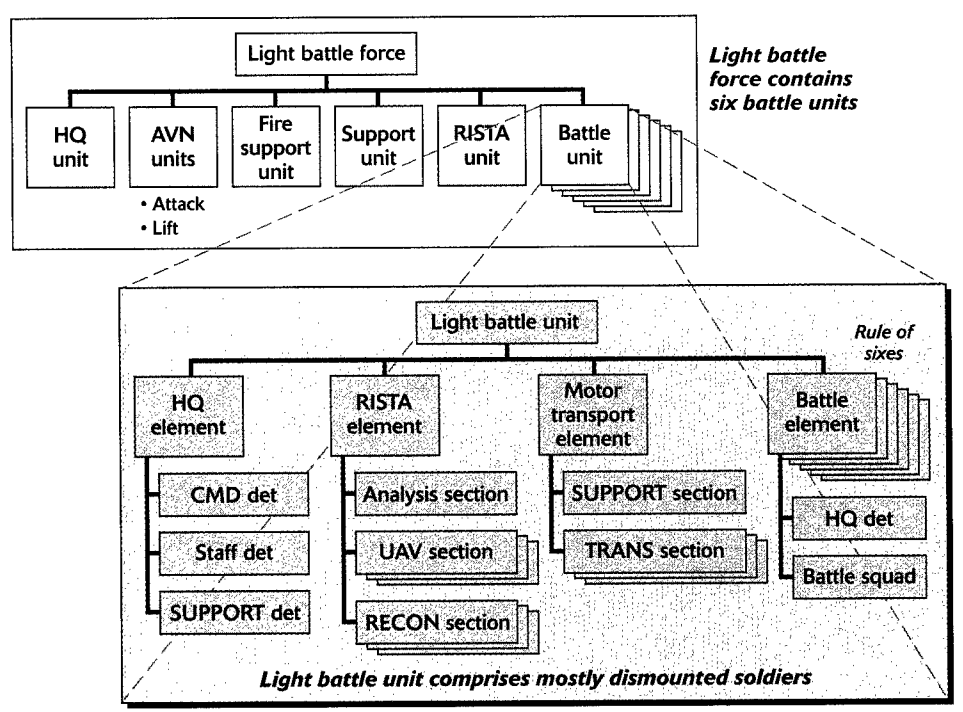 Light battle force
Light battle
force contains
six battle units
HQ
unit
AVN
units
Fire
support
unit
Support
unit
RISTA
unit
Battle
unit
• Attack
• Lift
Light battle unit
Rule of
sixes
HQ
element
RISTA
element
Motor
transport
element
Battle
element
CMD det
Staff det
SUPPORT det
Analysis section
UAV section
RECON section
SUPPORT section
TRANS section
HQ det
Battle squad
Light battle unit comprises mostly dismounted soldiers